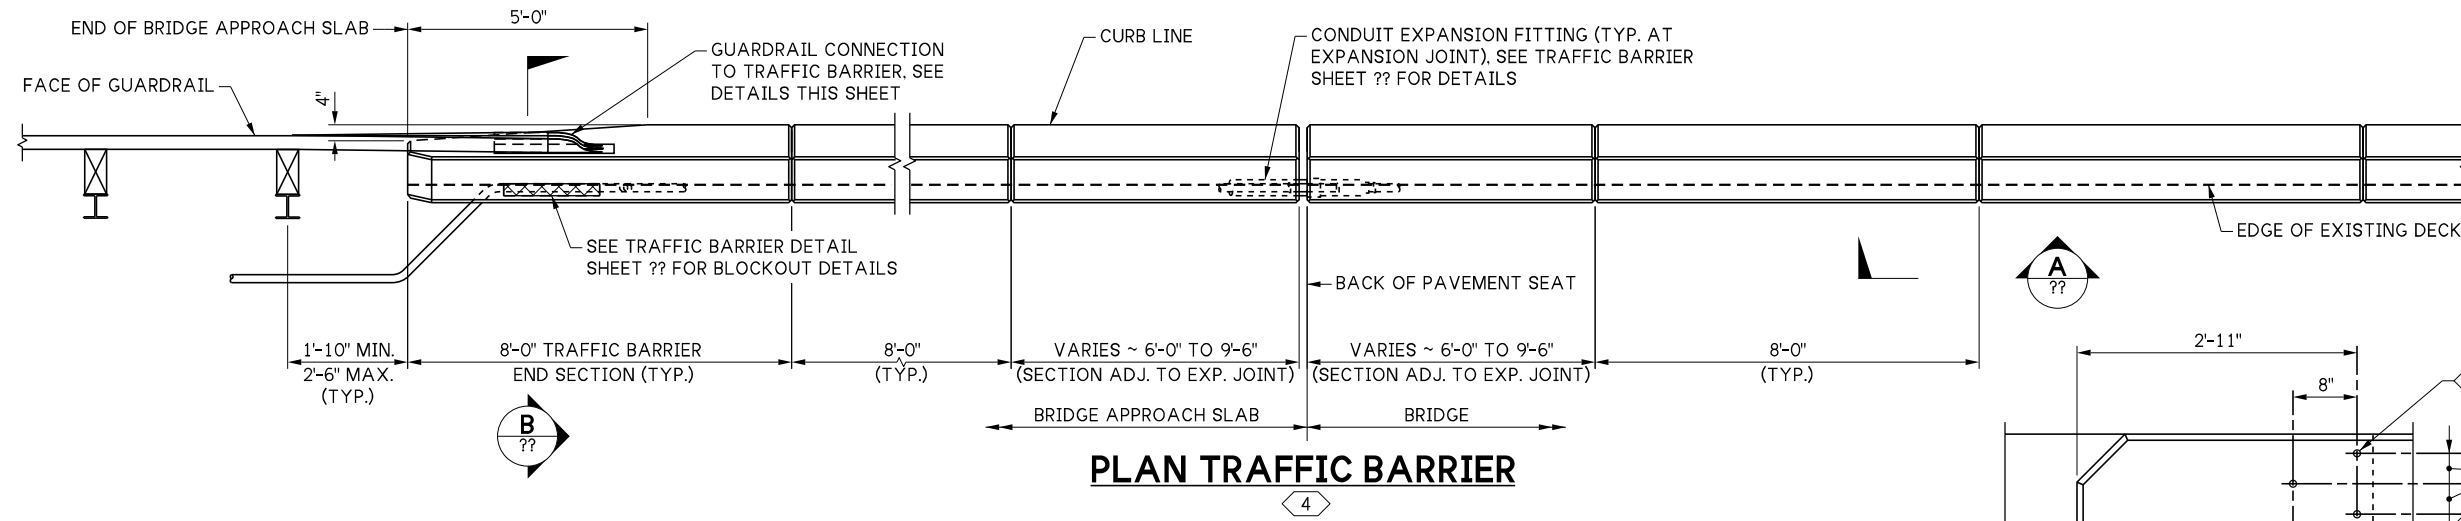 END OF BRIDGE APPROACH SLAB
5'-0"
FACE OF GUARDRAIL
4"
GUARDRAIL CONNECTION
TO TRAFFIC BARRIER, SEE
DETAILS THIS SHEET
CURB LINE
CONDUIT EXPANSION FITTING (TYP. AT
EXPANSION JOINT), SEE TRAFFIC BARRIER
SHEET ?? FOR DETAILS
SEE TRAFFIC BARRIER DETAIL
SHEET ?? FOR BLOCKOUT DETAILS
BACK OF PAVEMENT SEAT
EDGE OF EXISTING DECK
A
??
1'-10" MIN.
2'-6" MAX.
(TYP.)
8'-0" TRAFFIC BARRIER
END SECTION (TYP.)
8'-0"
(TYP.)
VARIES ~ 6'-0" TO 9'-6"
(SECTION ADJ. TO EXP. JOINT)
VARIES ~ 6'-0" TO 9'-6"
(SECTION ADJ. TO EXP. JOINT)
8'-0"
(TYP.)
B
??
BRIDGE APPROACH SLAB
BRIDGE
PLAN TRAFFIC BARRIER
4
2'-11"
8"